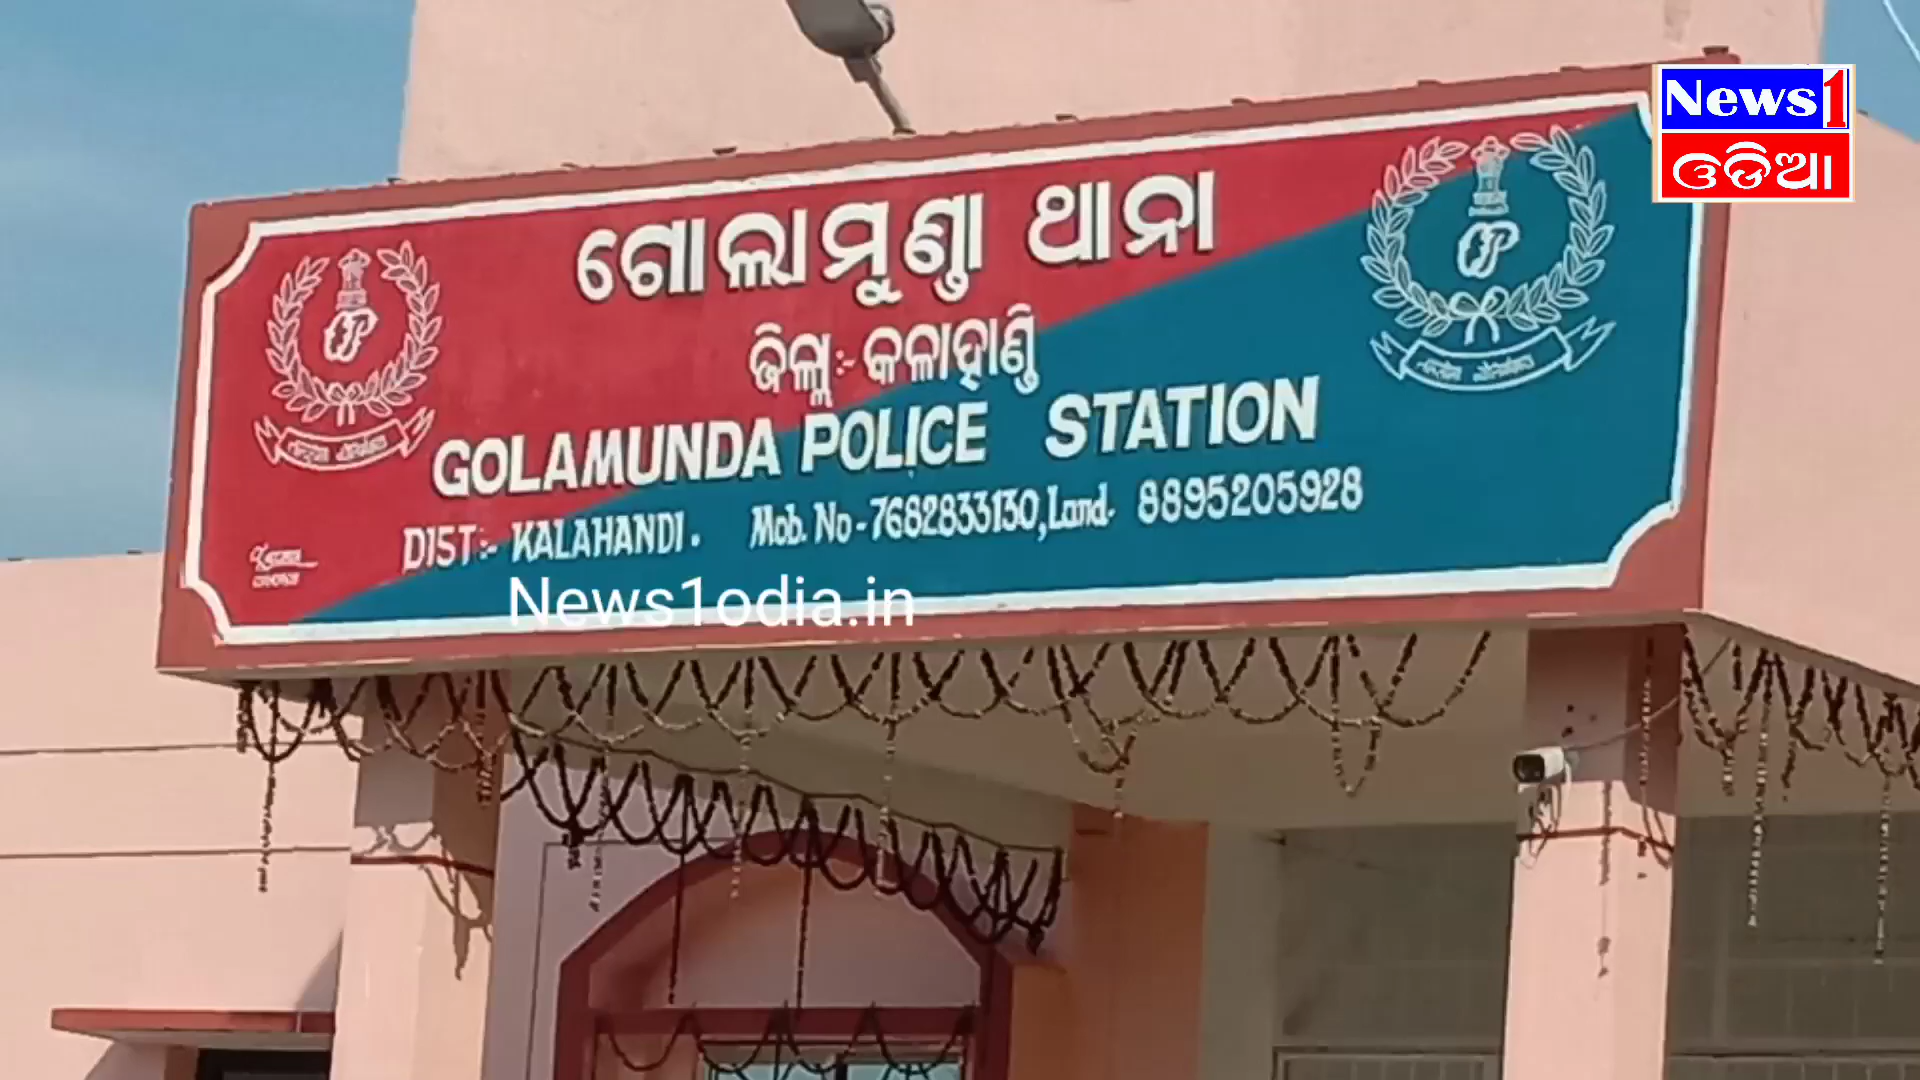 News1
ଓଡିଆ
ଗୋଲାମୁଣ୍ଡା ଥାନା
ଜିଲ୍ଲା:- କଳାହାଣ୍ଡି
GOLAMUNDA POLICE STATION
DIST:- KALAHANDI. Mob. No-7682833130,Land- 8895205928
News1odia.in